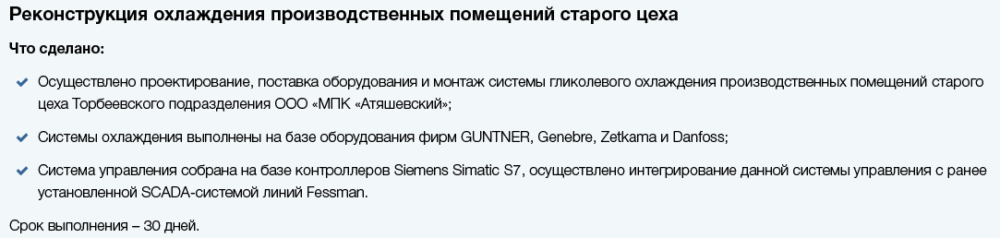 Реконструкция охлаждения производственных помещений старого цеха
Что сделано:
Осуществлено проектирование, поставка оборудования и монтаж системы гликолевого охлаждения производственных помещений старого
цеха Торбеевского подразделения ООО «МПК «Атяшевский»;
Системы охлаждения выполнены на базе оборудования фирм GUNTNER, Genebre, Zetkama и Danfoss;
Система управления собрана на базе контроллеров Siemens Simatic S7, осуществлено интегрирование данной системы управления с ранее
установленной SCADA-системой линий Fessman.
Срок выполнения – 30 дней.